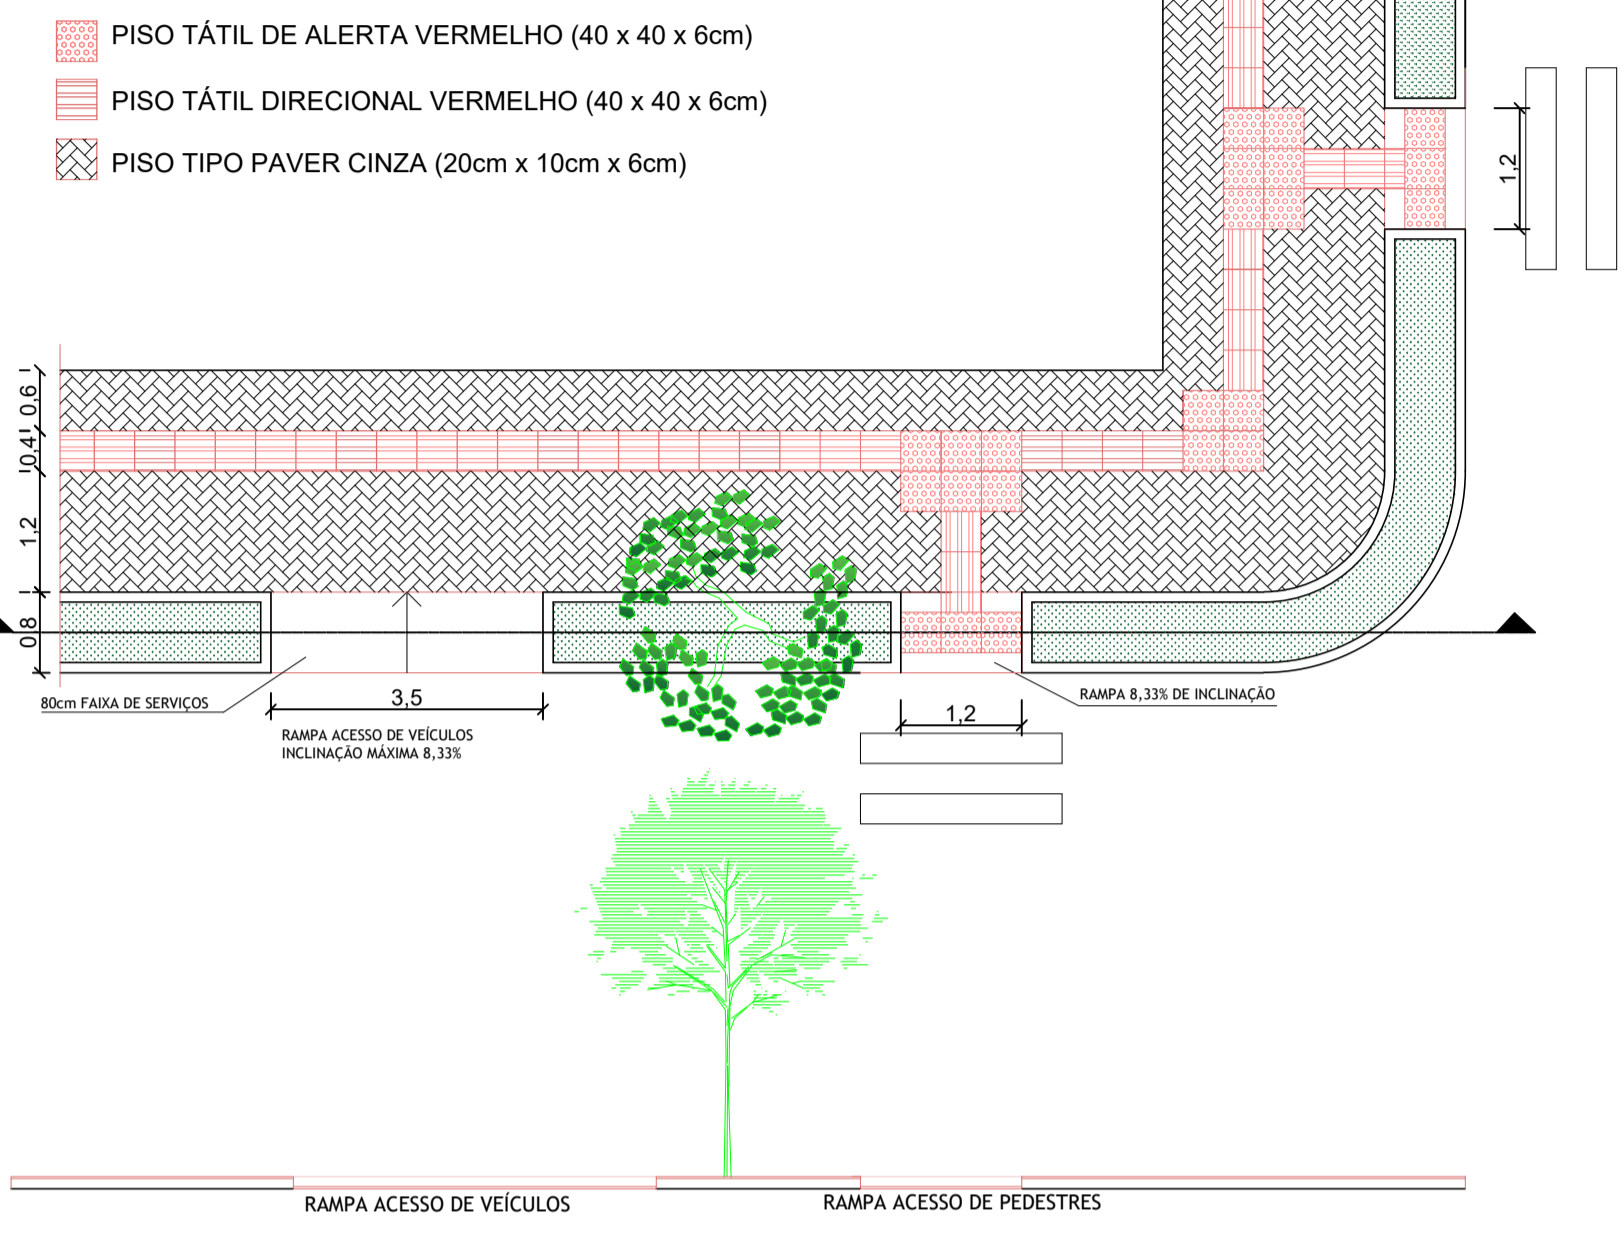 PISO TÁTIL DE ALERTA VERMELHO (40 x 40 x 6cm)
PISO TÁTIL DIRECIONAL VERMELHO (40 x 40 x 6cm)
PISO TIPO PAVER CINZA (20cm x 10cm x 6cm)
1,2
0,6
0,4
1,2
0,8
80cm FAIXA DE SERVIÇOS
3,5
RAMPA ACESSO DE VEÍCULOS
INCLINAÇÃO MÁXIMA 8,33%
1,2
RAMPA 8,33% DE INCLINAÇÃO
RAMPA ACESSO DE VEÍCULOS
RAMPA ACESSO DE PEDESTRES